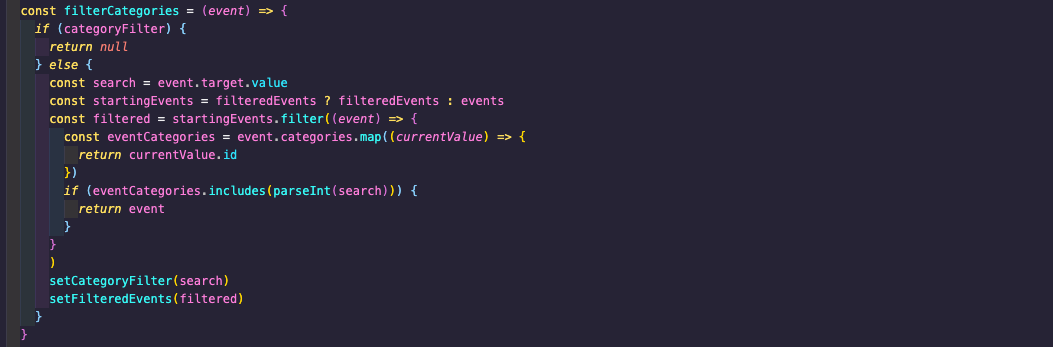 const filterCategories = (event) => {
if (categoryFilter) {
return null
} else {
const search = event.target.value
const startingEvents = filteredEvents ? filteredEvents : events
const filtered = startingEvents.filter((event) => {
const eventCategories = event.categories.map((currentValue) => {
return currentValue.id
})
if (eventCategories.includes(parseInt(search))) {
return event
}
}
)
setCategoryFilter(search)
setFilteredEvents(filtered)
}
}